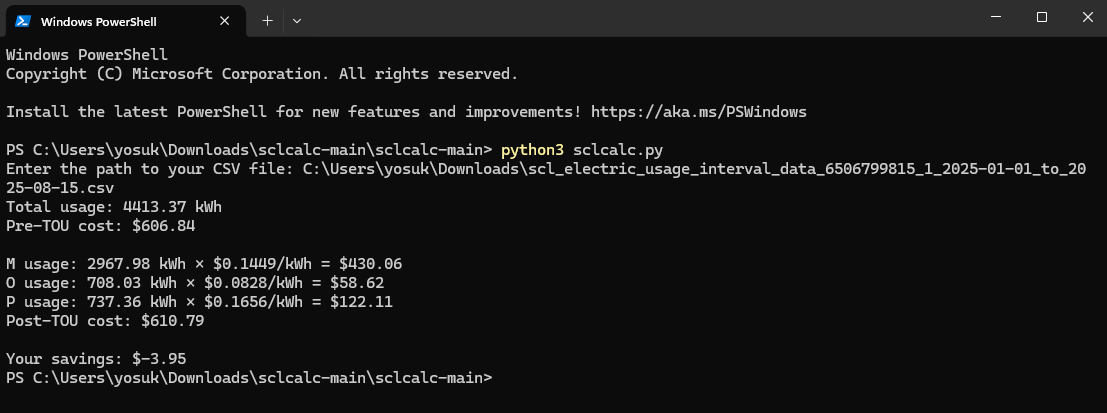 Windows PowerShell
Windows PowerShell
Copyright (C) Microsoft Corporation. All rights reserved.
Install the latest PowerShell for new features and improvements! https://aka.ms/PSWindows
PS C:\Users\yosuk\Downloads\sclcalc-main\sclcalc-main> python3 sclcalc.py
Enter the path to your CSV file: C:\Users\yosuk\Downloads\scl_electric_usage_interval_data_6506799815_1_2025-01-01_to_20
25-08-15.csv
Total usage: 4413.37 kWh
Pre-TOU cost: $606.84
M usage: 2967.98 kWh × $0.1449/kWh = $430.06
O usage: 708.03 kWh × $0.0828/kWh = $58.62
P usage: 737.36 kWh × $0.1656/kWh = $122.11
Post-TOU cost: $610.79
Your savings: $-3.95
PS C:\Users\yosuk\Downloads\sclcalc-main\sclcalc-main>